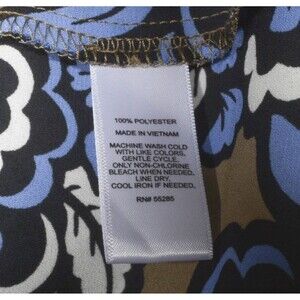 100% POLYESTER
MADE IN VIETNAM
MACHINE WASH COLD
WITH LIKE COLORS,
GENTLE CYCLE,
ONLY NON-CHLORINE
BLEACH WHEN NEEDED.
LINE DRY.
COOL IRON IF NEEDED.
RN# 55285